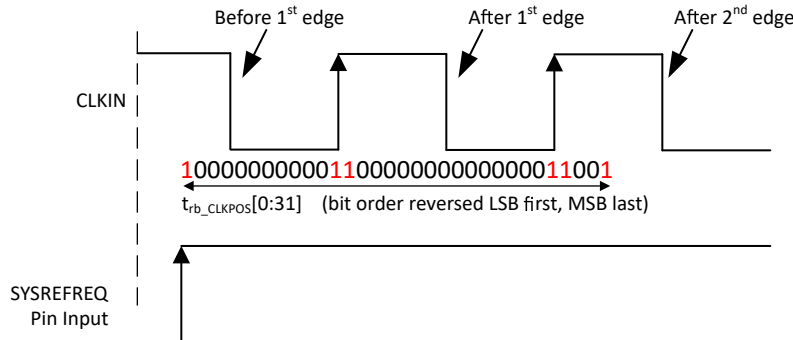 Before 1st edge
After 1st edge
After 2nd edge
CLKIN
10000000000110000000000000011001
trb_CLKPOS[0:31] (bit order reversed LSB first, MSB last)
SYSREFREQ
Pin Input